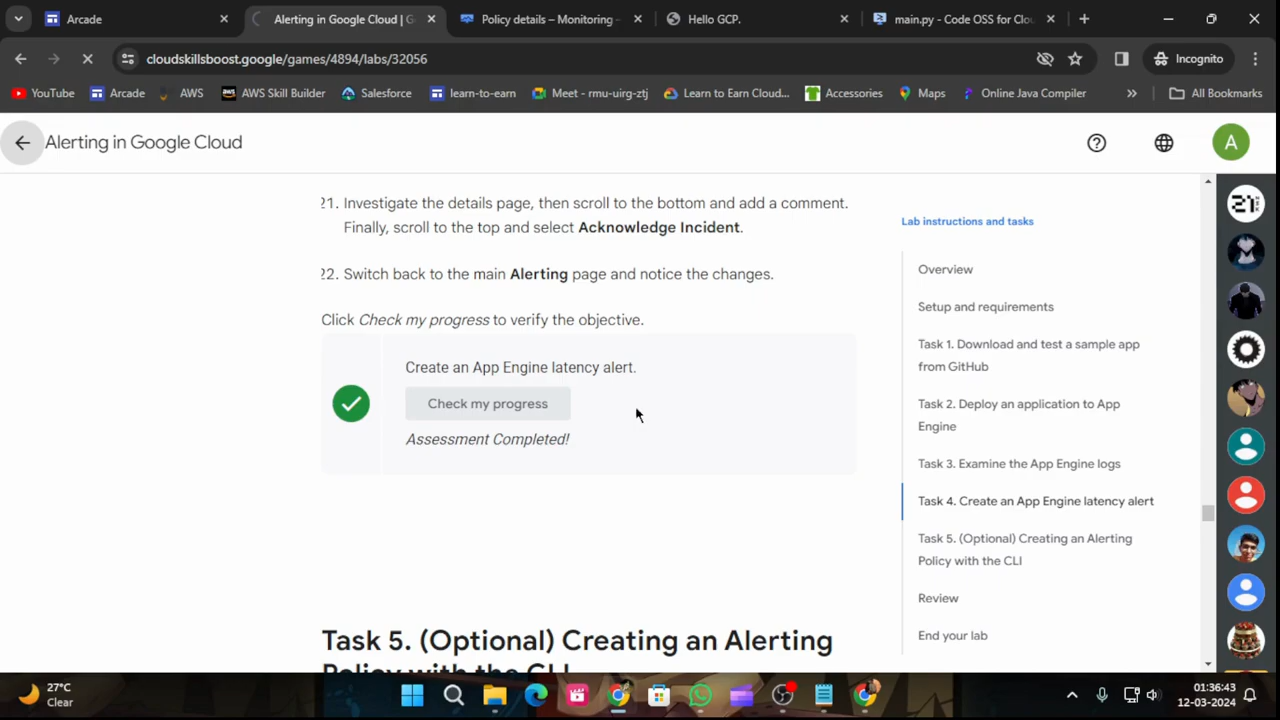 Arcade
Alerting in Google Cloud | G
Policy details – Monitoring –
Hello GCP.
main.py - Code OSS for Clou
cloudskillsboost.google/games/4894/labs/32056
Incognito
YouTube
Arcade
AWS
AWS Skill Builder
Salesforce
learn-to-earn
Meet - rmu-uirg-ztj
Learn to Earn Cloud...
Accessories
Maps
Online Java Compiler
All Bookmarks
Alerting in Google Cloud
A
21. Investigate the details page, then scroll to the bottom and add a comment.
Finally, scroll to the top and select Acknowledge Incident.
22. Switch back to the main Alerting page and notice the changes.
Click Check my progress to verify the objective.
Create an App Engine latency alert.
Check my progress
Assessment Completed!
Task 5. (Optional) Creating an Alerting
Policy with the CLI
Lab instructions and tasks
Overview
Setup and requirements
Task 1. Download and test a sample app
from GitHub
Task 2. Deploy an application to App
Engine
Task 3. Examine the App Engine logs
Task 4. Create an App Engine latency alert
Task 5. (Optional) Creating an Alerting
Policy with the CLI
Review
End your lab
27°C
Clear
01:36:43
12-03-2024